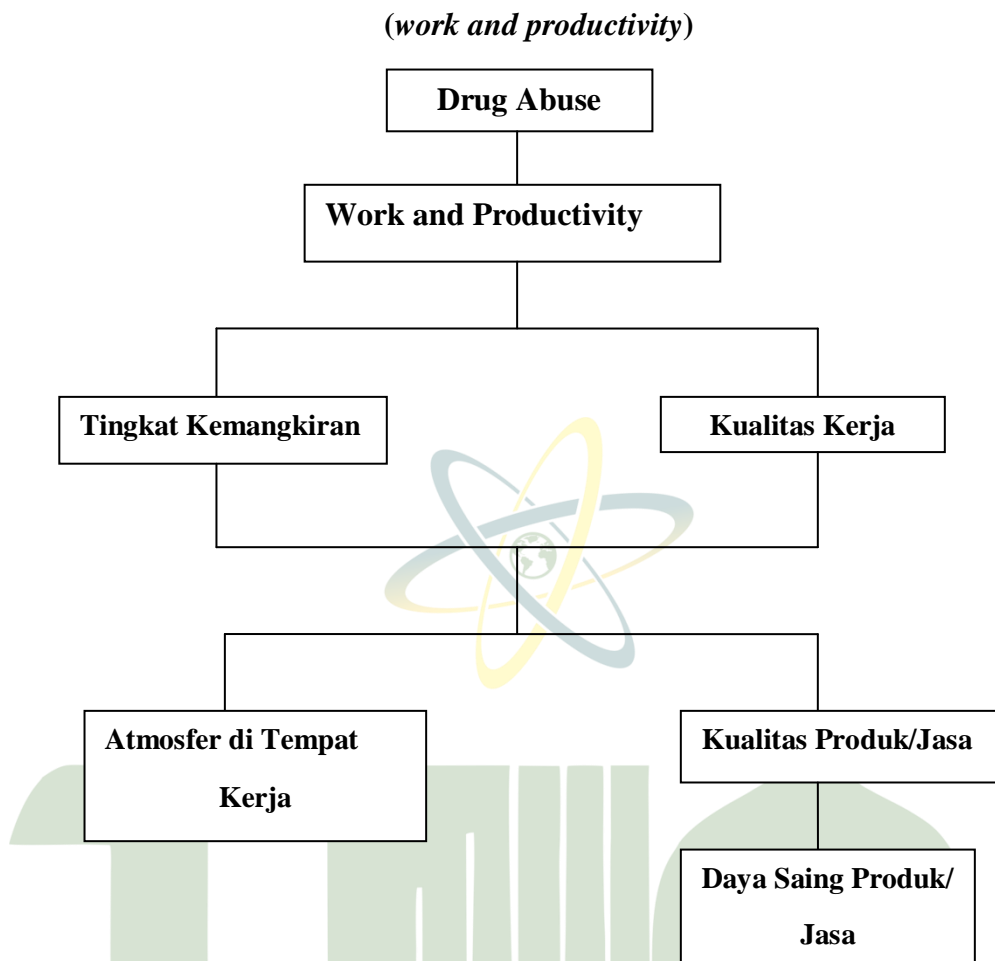 (work and productivity)
Drug Abuse
Work and Productivity
Tingkat Kemangkiran
Kualitas Kerja
Atmosfer di Tempat
Kerja
Kualitas Produk/Jasa
Daya Saing Produk/
Jasa